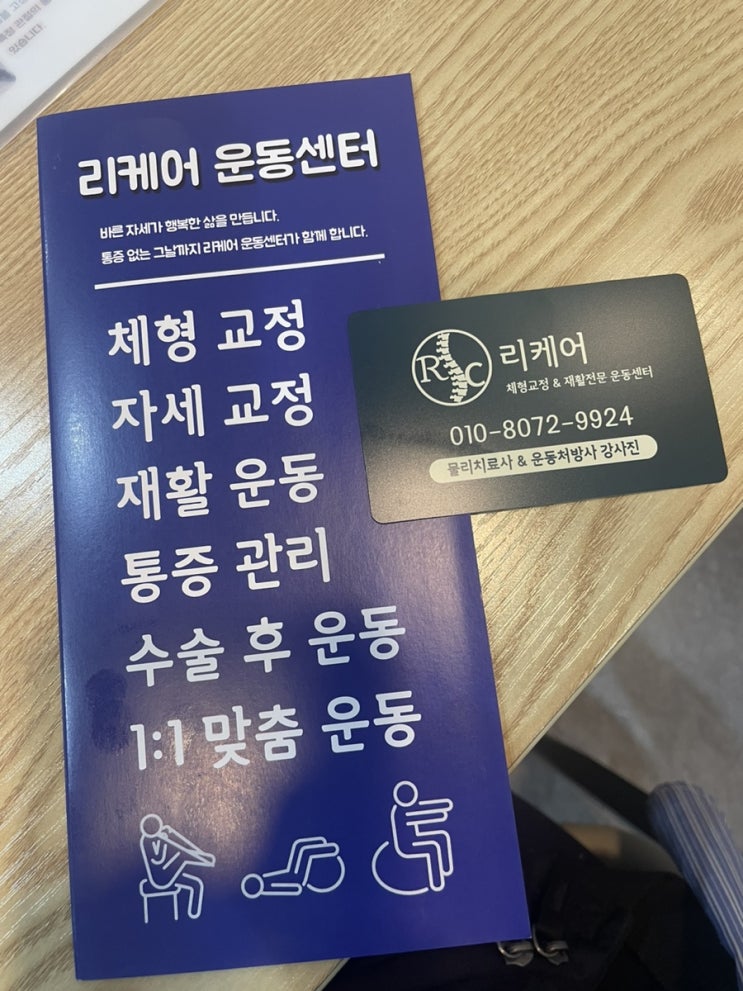 리케어 운동센터
바른 자세가 행복한 삶을 만듭니다.
통증 없는 그날까지 리케어 운동센터가 함께 합니다.
체형 교정
자세 교정
재활 운동
통증 관리
수술 후 운동
1:1 맞춤 운동
RC
리케어
체형교정 & 재활전문 운동센터
010-8072-9924
물리치료사 & 운동처방사 강사진